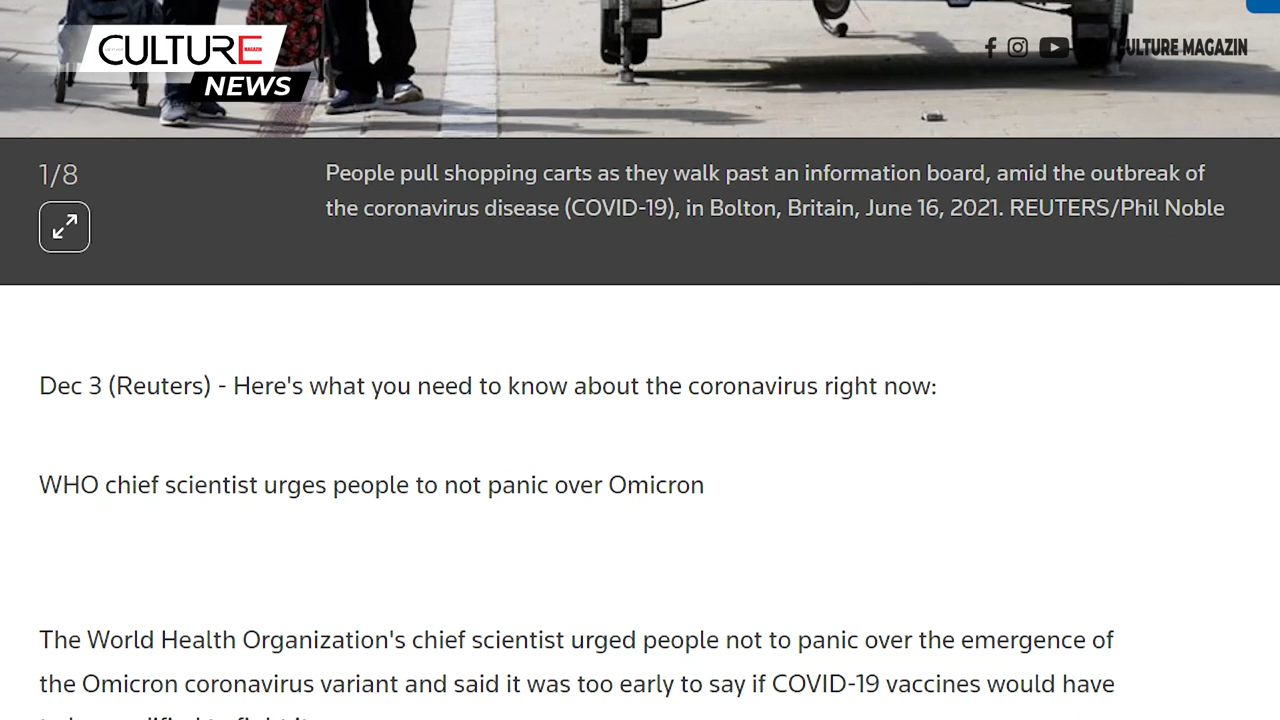 CULTURE
MAGAZIN
NEWS
ULTURE MAGAZIN
1/8
People pull shopping carts as they walk past an information board, amid the outbreak of
the coronavirus disease (COVID-19), in Bolton, Britain, June 16, 2021. REUTERS/Phil Noble
Dec 3 (Reuters) - Here's what you need to know about the coronavirus right now:
WHO chief scientist urges people to not panic over Omicron
The World Health Organization's chief scientist urged people not to panic over the emergence of
the Omicron coronavirus variant and said it was too early to say if COVID-19 vaccines would have